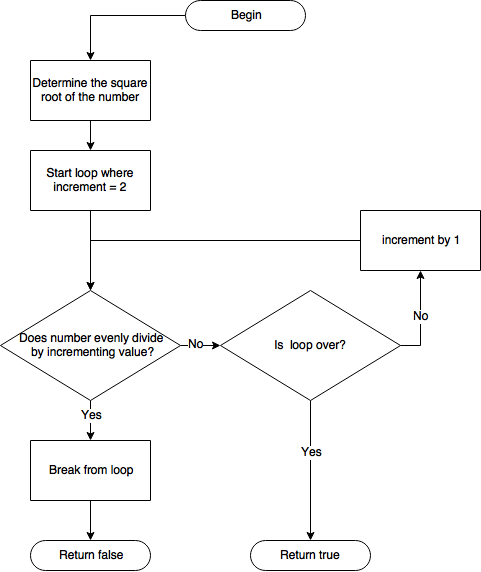 Begin
Determine the square
root of the number
Start loop where
increment = 2
increment by 1
Does number evenly divide
by incrementing value?
No
Is loop over?
No
Yes
Yes
Break from loop
Return false
Return true